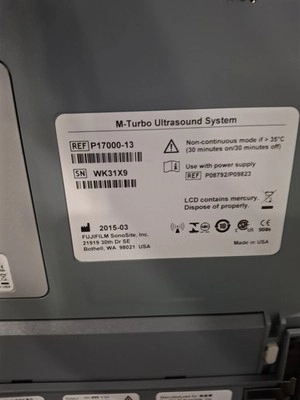 M-Turbo Ultrasound System
REF P17000-13
Non-continuous mode if > 35°C
(30 minutes on/30 minutes off)
SN WK31X9
Use with power supply
REF P08792/P09823
LCD contains mercury.
Dispose of properly.
2015-03
FUJIFILM SonoSite, Inc.
21919 30th Dr SE
Bothell, WA 98021 USA
Made in USA